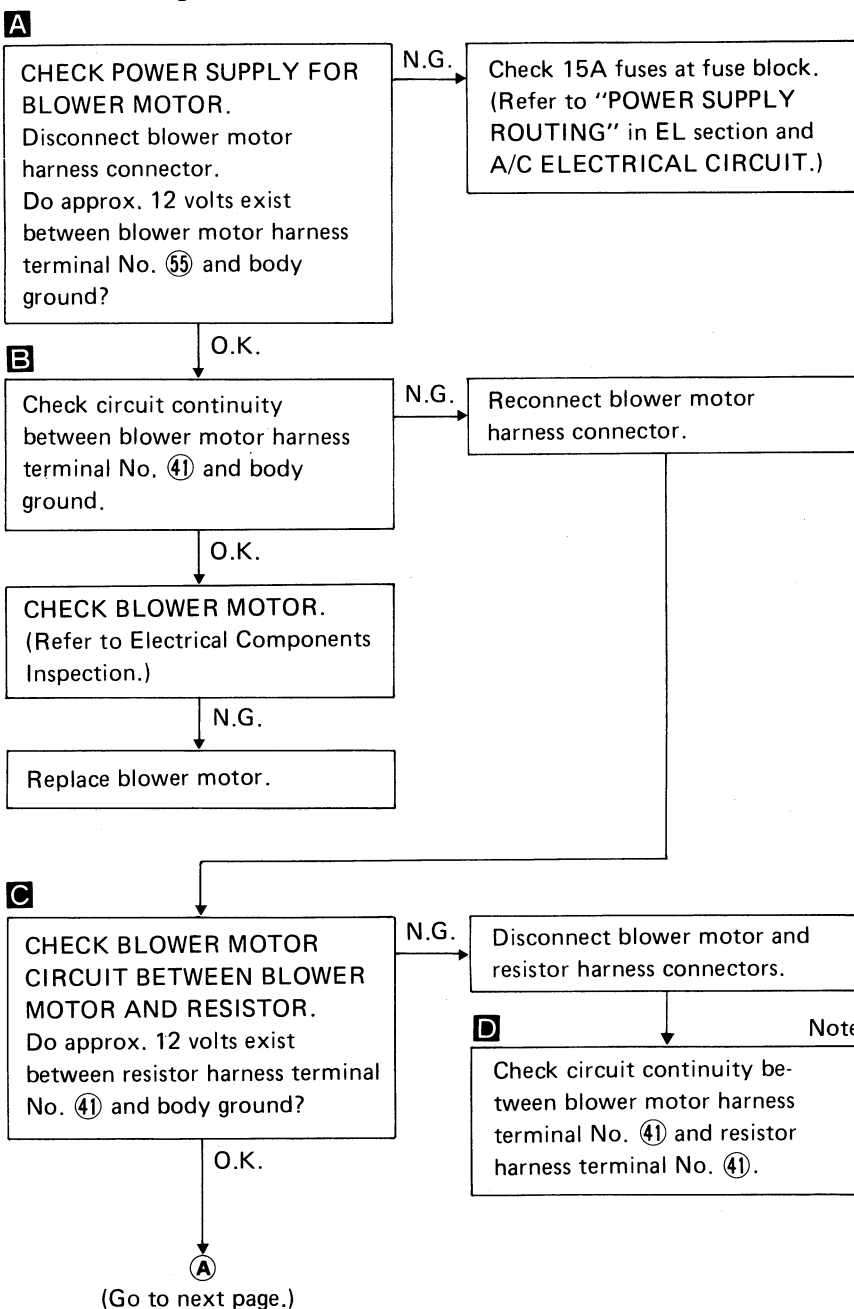 A
CHECK POWER SUPPLY FOR
BLOWER MOTOR.
Disconnect blower motor
harness connector.
Do approx. 12 volts exist
between blower motor harness
terminal No. 55 and body
ground?
N.G.
Check 15A fuses at fuse block.
(Refer to "POWER SUPPLY
ROUTING" in EL section and
A/C ELECTRICAL CIRCUIT.)
O.K.
B
Check circuit continuity
between blower motor harness
terminal No. 41 and body
ground.
N.G.
Reconnect blower motor
harness connector.
O.K.
CHECK BLOWER MOTOR.
(Refer to Electrical Components
Inspection.)
N.G.
Replace blower motor.
C
CHECK BLOWER MOTOR
CIRCUIT BETWEEN BLOWER
MOTOR AND RESISTOR.
Do approx. 12 volts exist
between resistor harness terminal
No. 41 and body ground?
N.G.
Disconnect blower motor and
resistor harness connectors.
D
Note
Check circuit continuity be-
tween blower motor harness
terminal No. 41 and resistor
harness terminal No. 41.
O.K.
A
(Go to next page.)